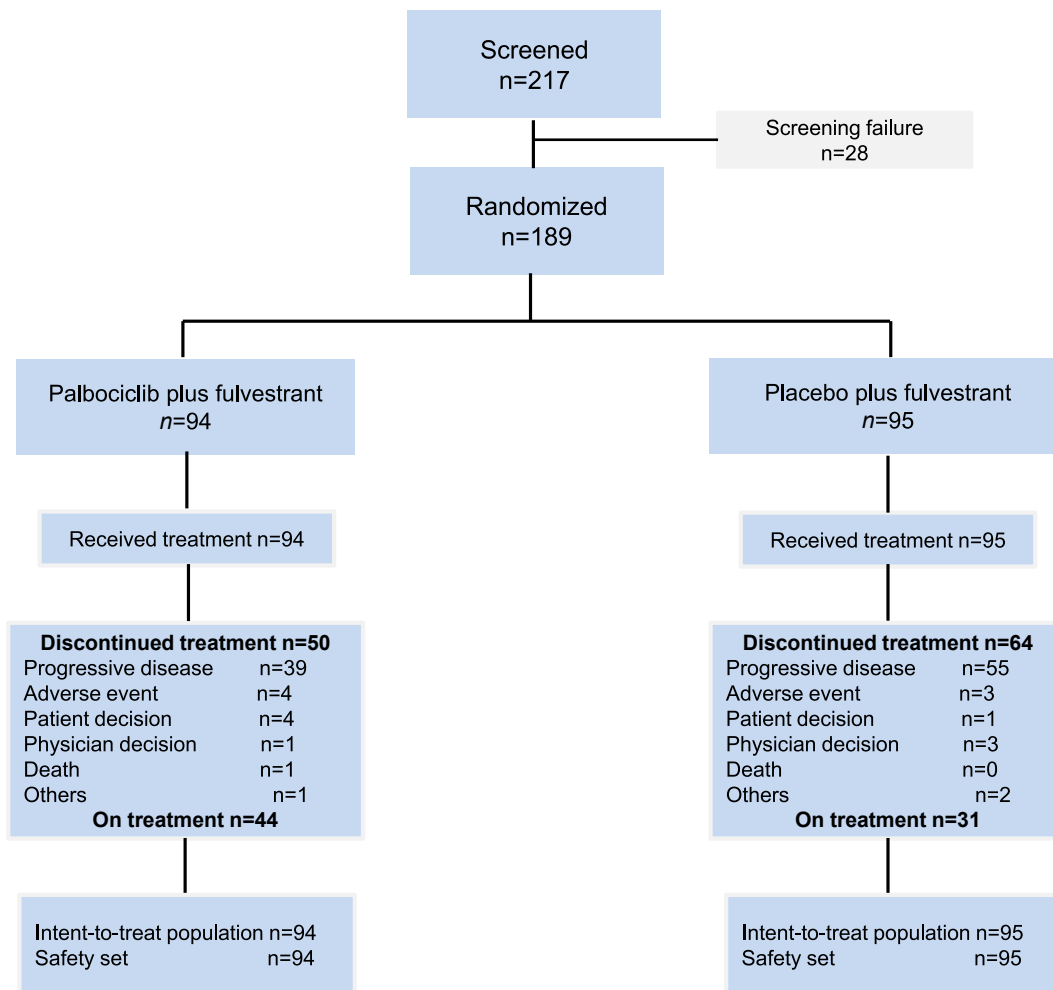 Screened
n=217
Screening failure
n=28
Randomized
n=189
Palbociclib plus fulvestrant
n=94
Placebo plus fulvestrant
n=95
Received treatment n=94
Received treatment n=95
Discontinued treatment n=50
Progressive disease n=39
Adverse event n=4
Patient decision n=4
Physician decision n=1
Death n=1
Others n=1
On treatment n=44
Discontinued treatment n=64
Progressive disease n=55
Adverse event n=3
Patient decision n=1
Physician decision n=3
Death n=0
Others n=2
On treatment n=31
Intent-to-treat population n=94
Safety set n=94
Intent-to-treat population n=95
Safety set n=95